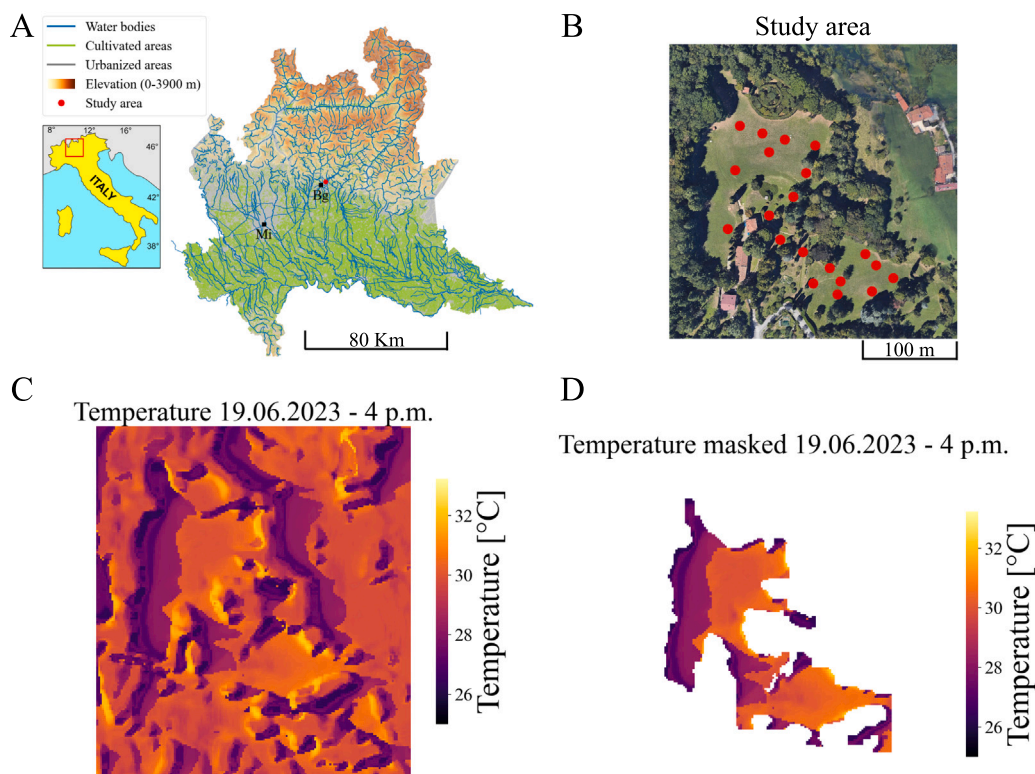 A
Water bodies
Cultivated areas
Urbanized areas
Elevation (0-3900 m)
Study area
8° 12° 16°
46°
42°
38°
ITALY
Bg
Mi
80 Km
B
Study area
100 m
C
Temperature 19.06.2023 - 4 p.m.
32
30
28
26
Temperature [°C]
D
Temperature masked 19.06.2023 - 4 p.m.
32
30
28
26
Temperature [°C]